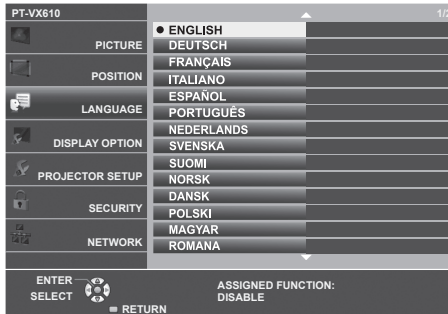 PT-VX610 1/2
PICTURE
POSITION
LANGUAGE
DISPLAY OPTION
PROJECTOR SETUP
SECURITY
NETWORK
ENGLISH
DEUTSCH
FRANÇAIS
ITALIANO
ESPAÑOL
PORTUGUÊS
NEDERLANDS
SVENSKA
SUOMI
NORSK
DANSK
POLSKI
MAGYAR
ROMANA
ENTER
SELECT
RETURN
ASSIGNED FUNCTION:
DISABLE